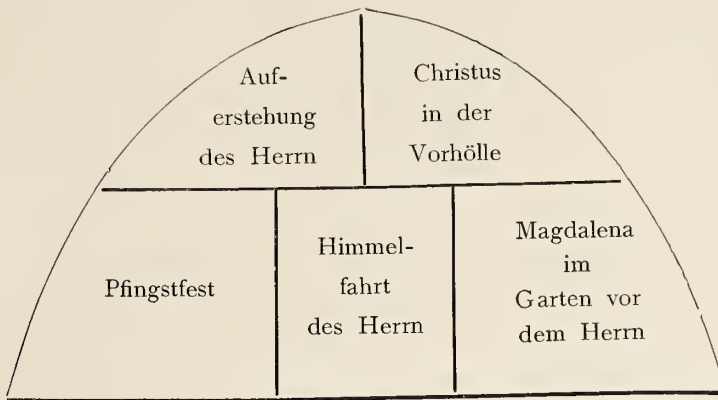 Auf-
erstehung
des Herrn
Christus
in der
Vorhölle
Pfingstfest
Himmel-
fahrt
des Herrn
Magdalena
im
Garten vor
dem Herrn